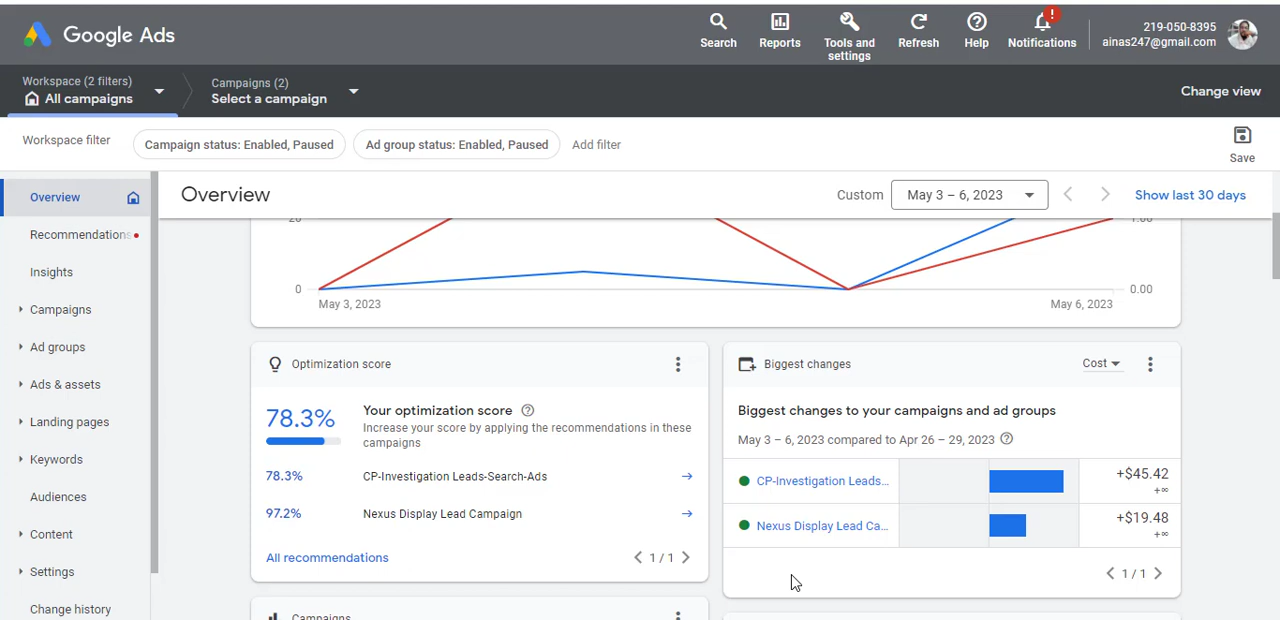 Google Ads
Search
Reports
Tools and
settings
Refresh
Help
!
Notifications
219-050-8395
ainas247@gmail.com
Workspace (2 filters)
All campaigns
Campaigns (2)
Select a campaign
Change view
Workspace filter
Campaign status: Enabled, Paused
Ad group status: Enabled, Paused
Add filter
Save
Overview
Recommendations
Insights
Campaigns
Ad groups
Ads & assets
Landing pages
Keywords
Audiences
Content
Settings
Change history
Overview
Custom
May 3 – 6, 2023
Show last 30 days
20
1.00
0
0.00
May 3, 2023
May 6, 2023
Optimization score
78.3%
Your optimization score
Increase your score by applying the recommendations in these
campaigns
78.3% CP-Investigation Leads-Search-Ads
97.2% Nexus Display Lead Campaign
All recommendations
1 / 1
Biggest changes
Cost
Biggest changes to your campaigns and ad groups
May 3 – 6, 2023 compared to Apr 26 – 29, 2023
CP-Investigation Leads...
+$45.42
+∞
Nexus Display Lead Ca...
+$19.48
+∞
1 / 1
Campaigns